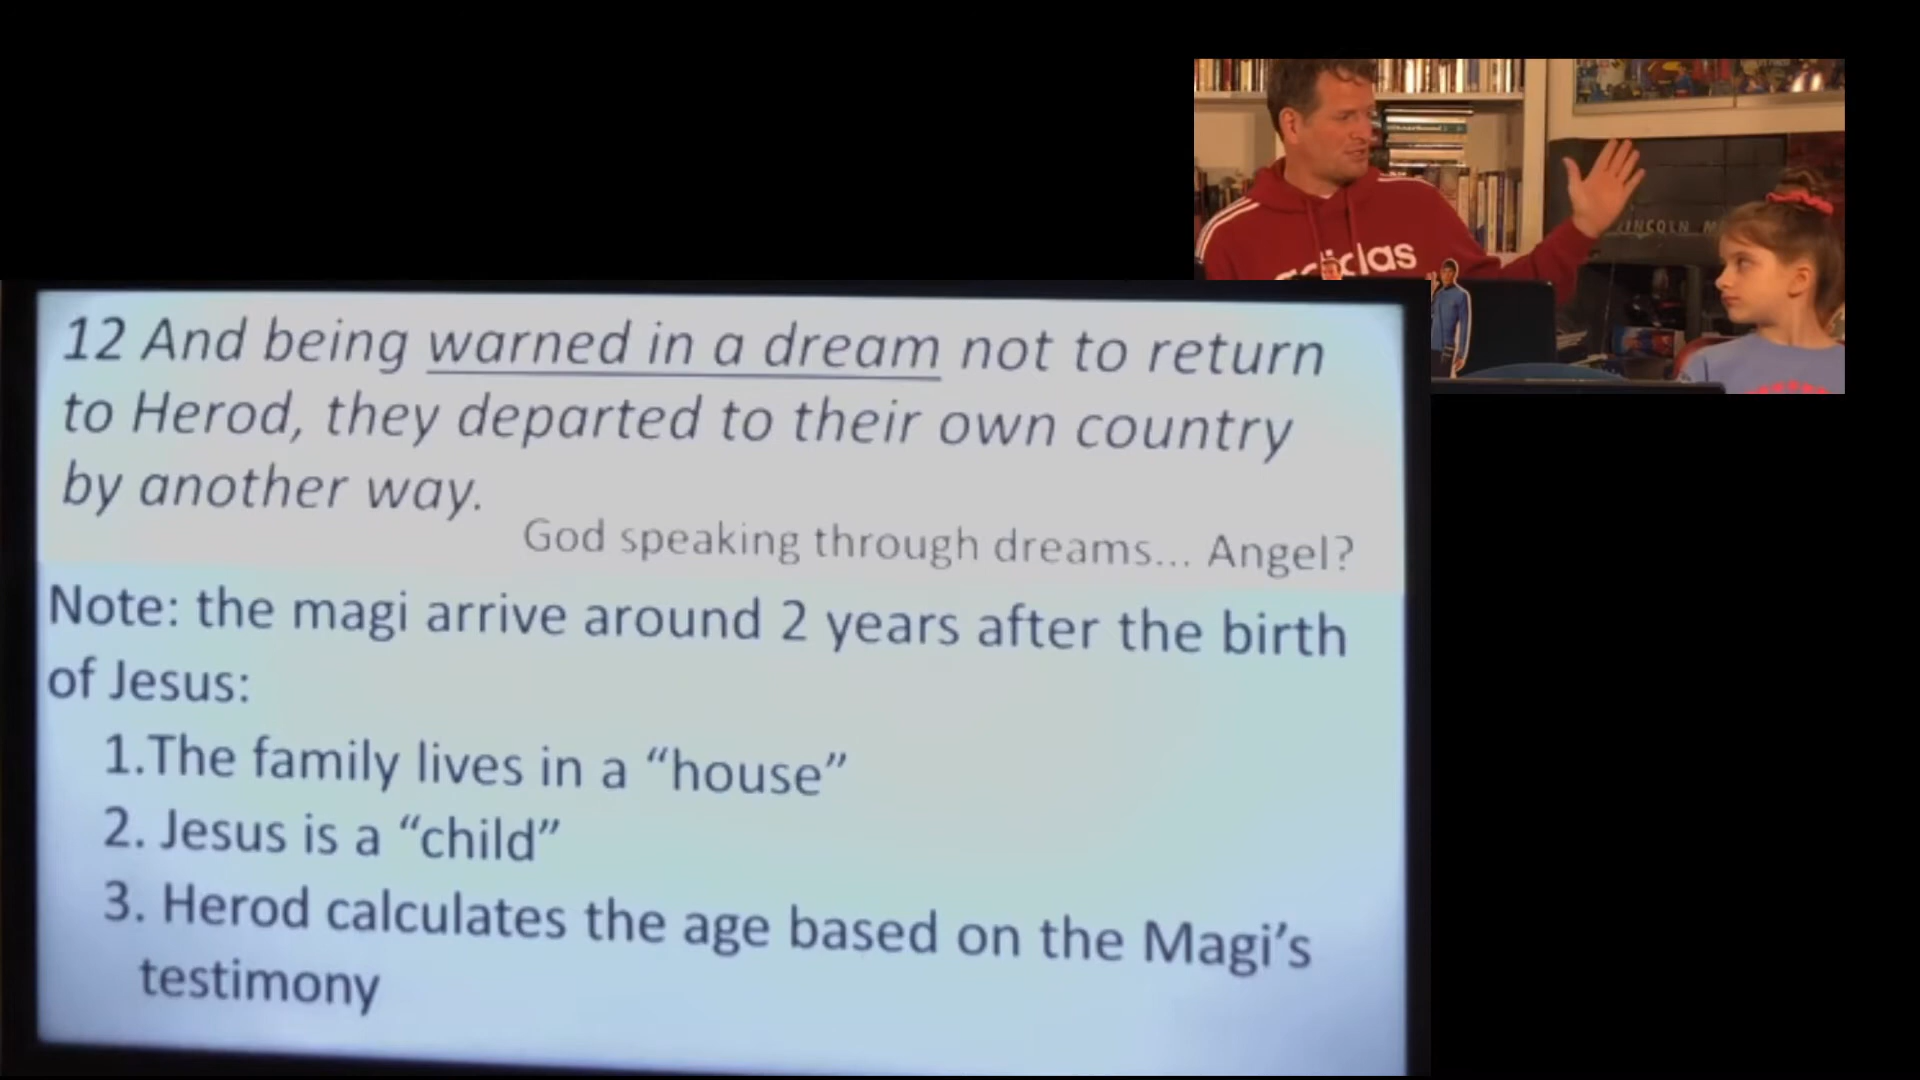 adidas
LINCOLN M
12 And being warned in a dream not to return
to Herod, they departed to their own country
by another way.
God speaking through dreams... Angel?
Note: the magi arrive around 2 years after the birth
of Jesus:
1.The family lives in a “house”
2. Jesus is a “child”
3. Herod calculates the age based on the Magi’s
testimony